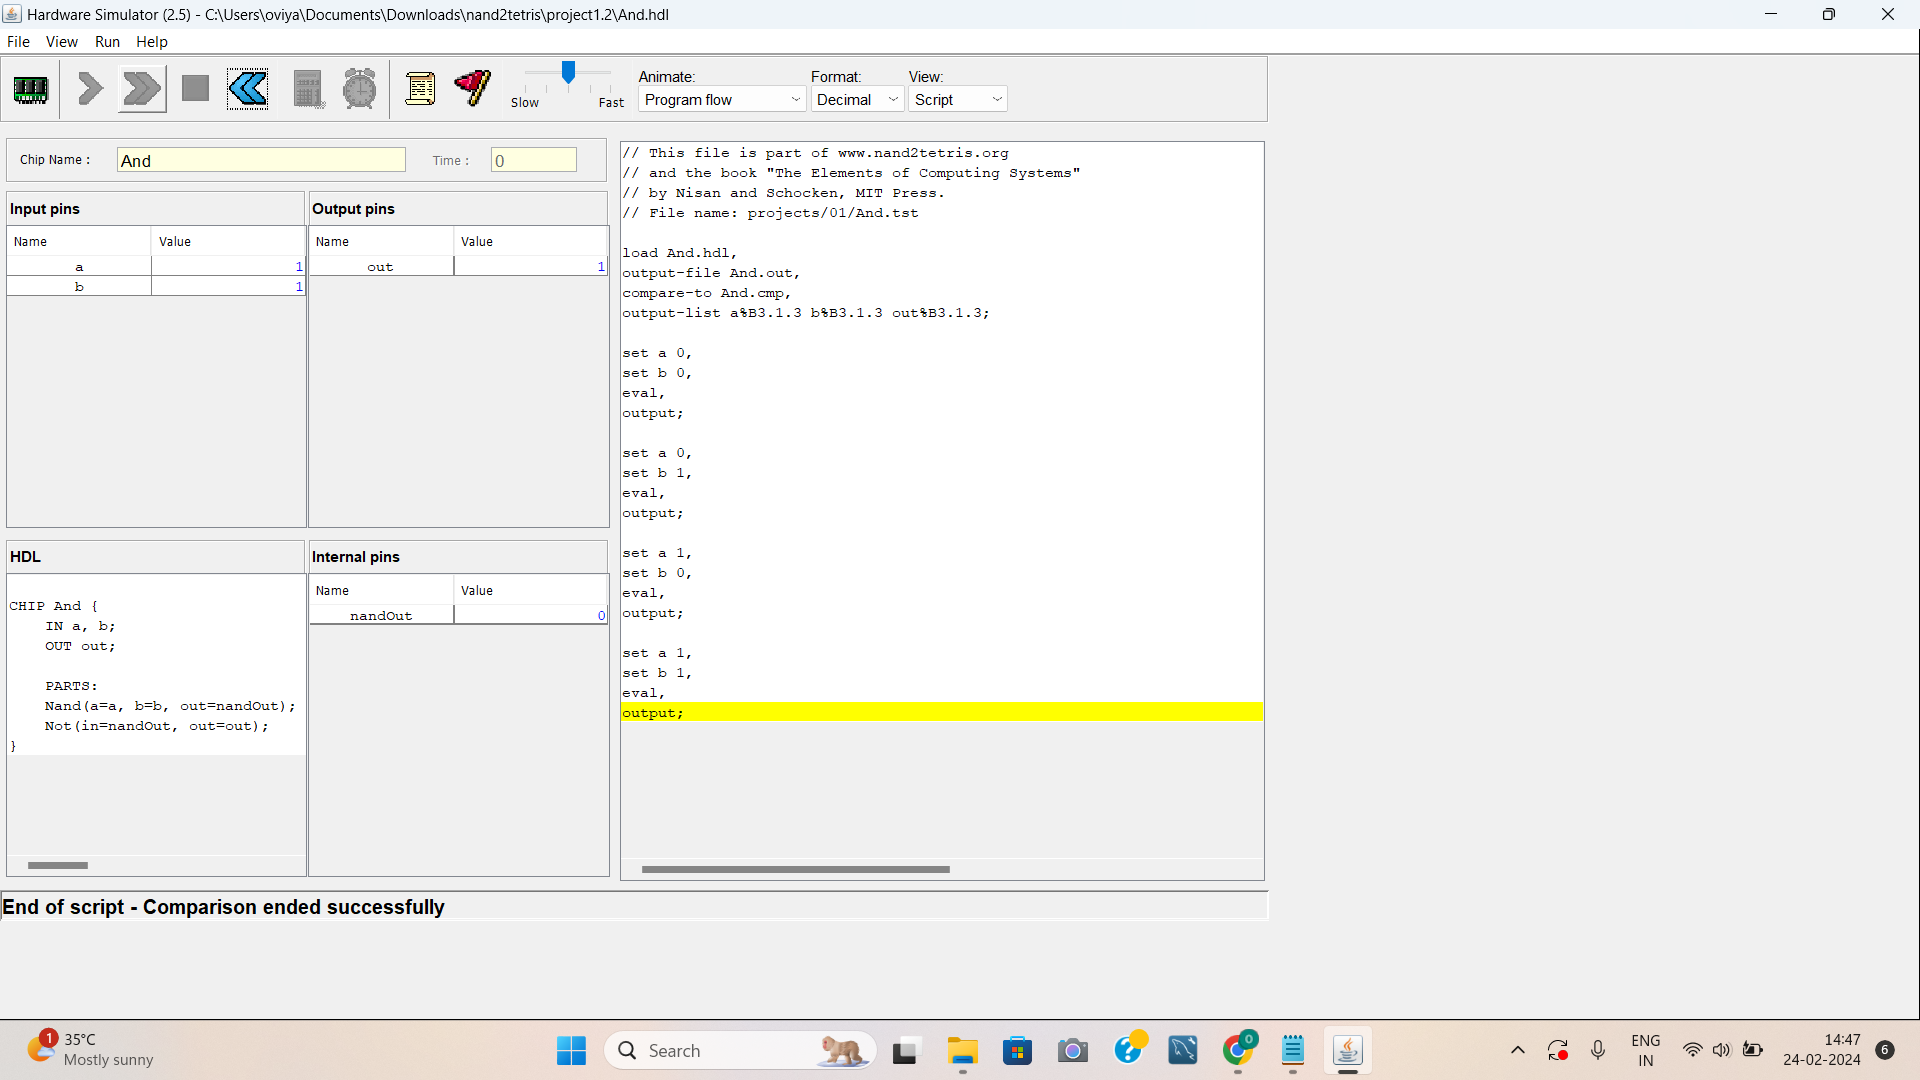 Hardware Simulator (2.5) - C:\Users\oviya\Documents\Downloads\nand2tetris\project1.2\And.hdl
File View Run Help
Slow Fast
Animate: Format: View:
Program flow Decimal Script
Chip Name : And Time : 0
Input pins
Name Value
a 1
b 1
Output pins
Name Value
out 1
HDL
CHIP And {
IN a, b;
OUT out;
PARTS:
Nand(a=a, b=b, out=nandOut);
Not(in=nandOut, out=out);
}
Internal pins
Name Value
nandOut 0
// This file is part of www.nand2tetris.org
// and the book "The Elements of Computing Systems"
// by Nisan and Schocken, MIT Press.
// File name: projects/01/And.tst
load And.hdl,
output-file And.out,
compare-to And.cmp,
output-list a%B3.1.3 b%B3.1.3 out%B3.1.3;
set a 0,
set b 0,
eval,
output;
set a 0,
set b 1,
eval,
output;
set a 1,
set b 0,
eval,
output;
set a 1,
set b 1,
eval,
output;
End of script - Comparison ended successfully
1
35°C
Mostly sunny
Search
0
ENG
IN
14:47
24-02-2024
6